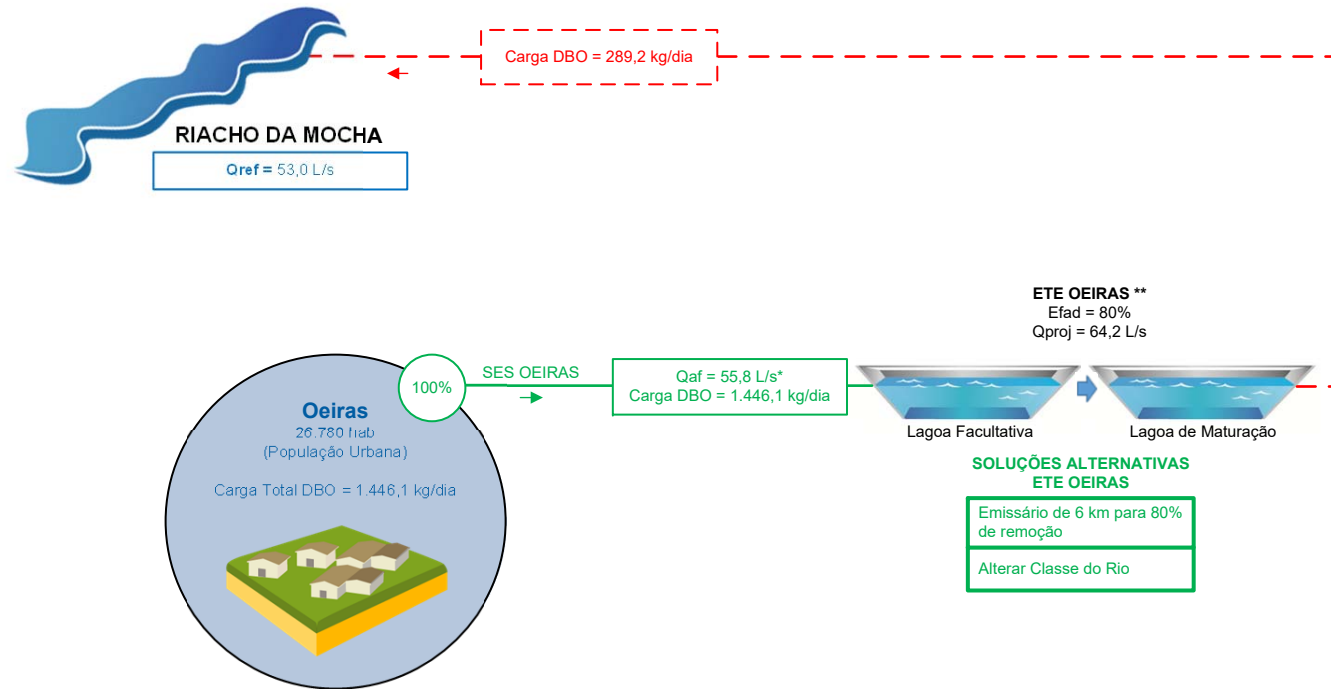 Carga DBO = 289,2 kg/dia
RIACHO DA MOCHA
Qref = 53,0 L/s
ETE OEIRAS **
Efad = 80%
Qproj = 64,2 L/s
100%
SES OEIRAS
Qaf = 55,8 L/s*
Carga DBO = 1.446,1 kg/dia
Oeiras
26.780 hab
(População Urbana)
Carga Total DBO = 1.446,1 kg/dia
Lagoa Facultativa
Lagoa de Maturação
SOLUÇÕES ALTERNATIVAS
ETE OEIRAS
Emissário de 6 km para 80%
de remoção
Alterar Classe do Rio